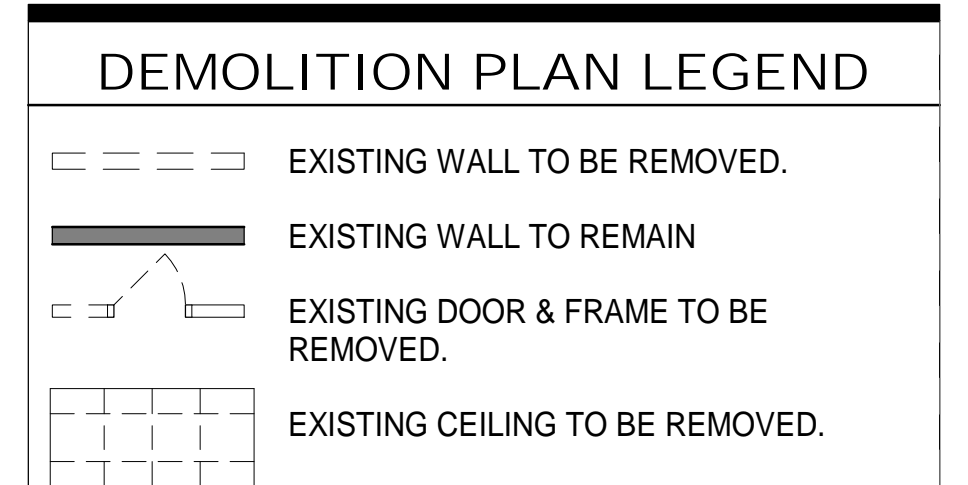 DEMOLITION PLAN LEGEND
EXISTING WALL TO BE REMOVED.
EXISTING WALL TO REMAIN
EXISTING DOOR & FRAME TO BE
REMOVED.
EXISTING CEILING TO BE REMOVED.